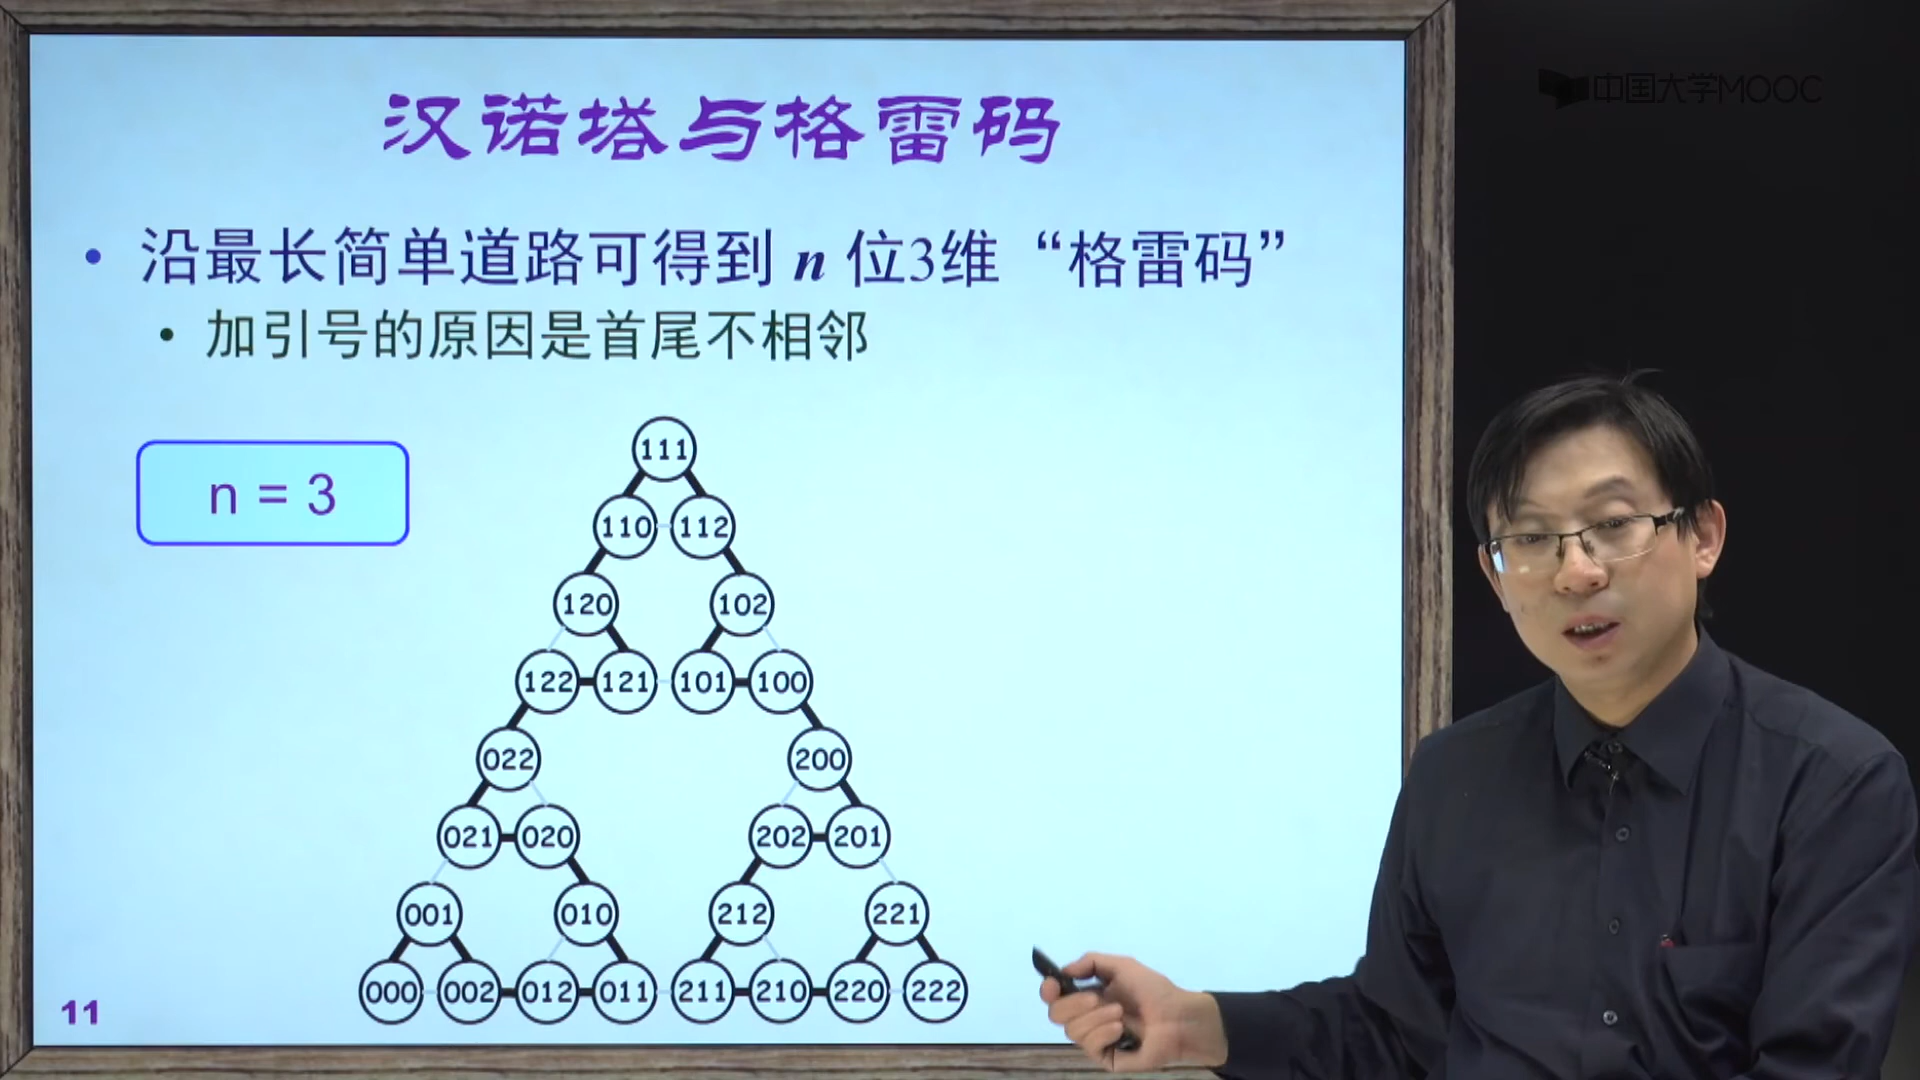 中国大学MOOC
汉诺塔与格雷码
• 沿最长简单道路可得到 n 位3维“格雷码”
• 加引号的原因是首尾不相邻
n = 3
111
110 112
120 102
122 121 101 100
022 200
021 020 202 201
001 010 212 221
000 002 012 011 211 210 220 222
11